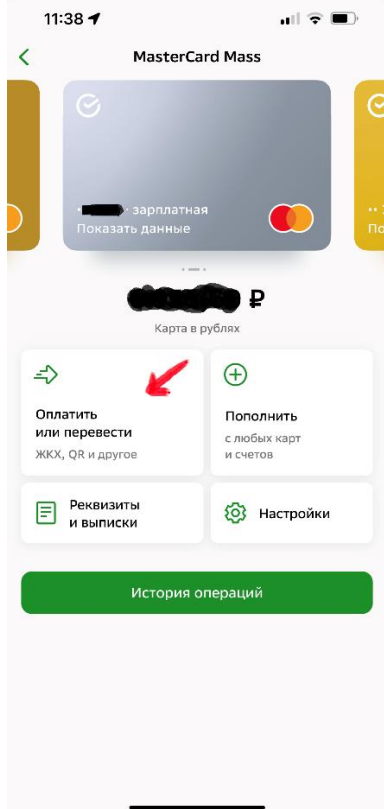 11:38
MasterCard Mass
зарплатная
Показать данные
₽
Карта в рублях
Оплатить
или перевести
ЖКХ, QR и другое
Пополнить
с любых карт
и счетов
Реквизиты
и выписки
Настройки
История операций